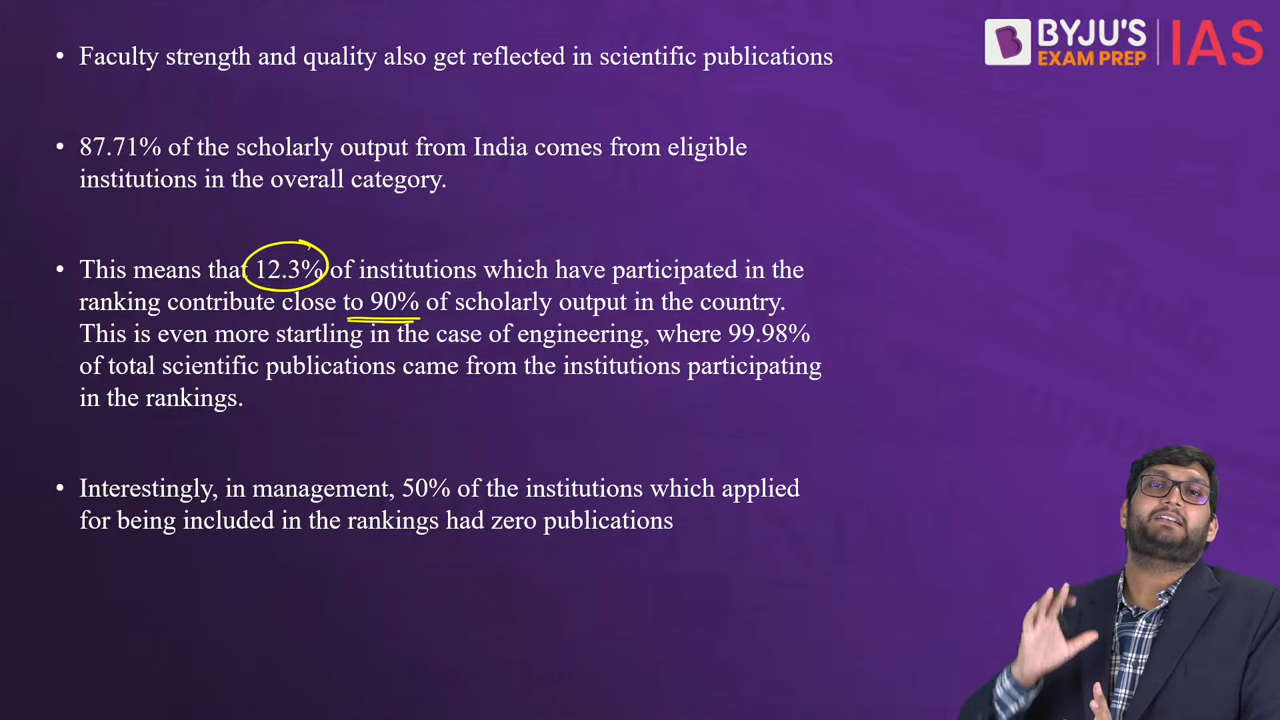 BYJU'S
EXAM PREP
IAS
• Faculty strength and quality also get reflected in scientific publications
• 87.71% of the scholarly output from India comes from eligible
institutions in the overall category.
• This means that 12.3% of institutions which have participated in the
ranking contribute close to 90% of scholarly output in the country.
This is even more startling in the case of engineering, where 99.98%
of total scientific publications came from the institutions participating
in the rankings.
• Interestingly, in management, 50% of the institutions which applied
for being included in the rankings had zero publications